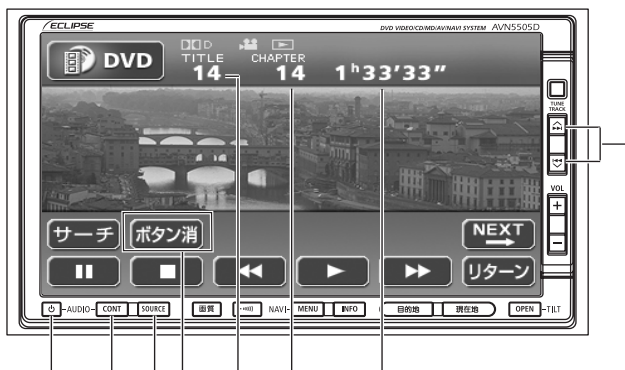 ECLIPSE DVD VIDEO/CD/MD/AV/NAVI SYSTEM AVN5505D
DVD
TITLE CHAPTER
14 14 1h33'33"
TUNE
TRACK
VOL
+
−
サーチ ボタン消 NEXT
リターン
AUDIO CONT SOURCE 画質 NAVI MENU INFO 目的地 現在地 OPEN TILT